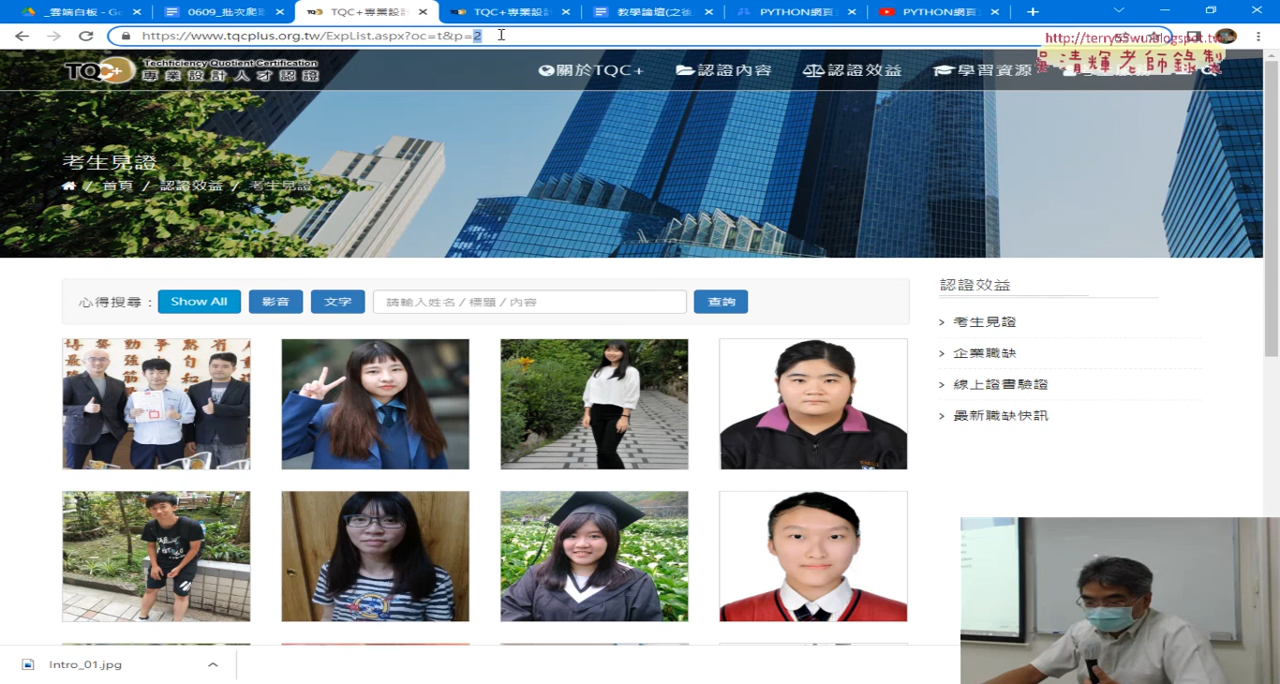 _雲端白板 - Go
0609_批次爬
TQC+專業設計
TQC+專業設計
教學論壇(之後
PYTHON網頁
PYTHON網頁
https://www.tqcplus.org.tw/ExpList.aspx?oc=t&p=2
http://terry55wu.blogspot.tw
吳清輝老師錄製
TQC+
Techficiency Quotient Certification
專業設計人才認證
關於TQC+
認證內容
認證效益
學習資源
考生見證
/ 首頁 / 認證效益 / 考生見證
心得搜尋：
Show All
影音
文字
請輸入姓名/標題/內容
查詢
認證效益
> 考生見證
> 企業職缺
> 線上證書驗證
> 最新職缺快訊
Intro_01.jpg